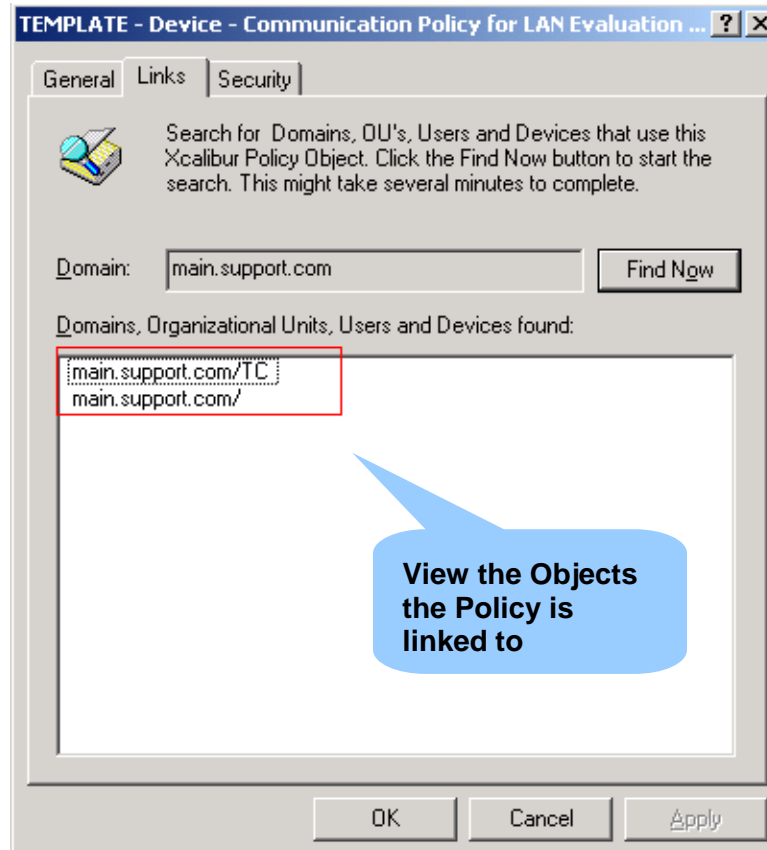 TEMPLATE - Device - Communication Policy for LAN Evaluation ...
General Links Security
Search for Domains, OU's, Users and Devices that use this
Xcalibur Policy Object. Click the Find Now button to start the
search. This might take several minutes to complete.
Domain: main.support.com Find Now
Domains, Organizational Units, Users and Devices found:
main.support.com/TC
main.support.com/
View the Objects
the Policy is
linked to
OK Cancel Apply